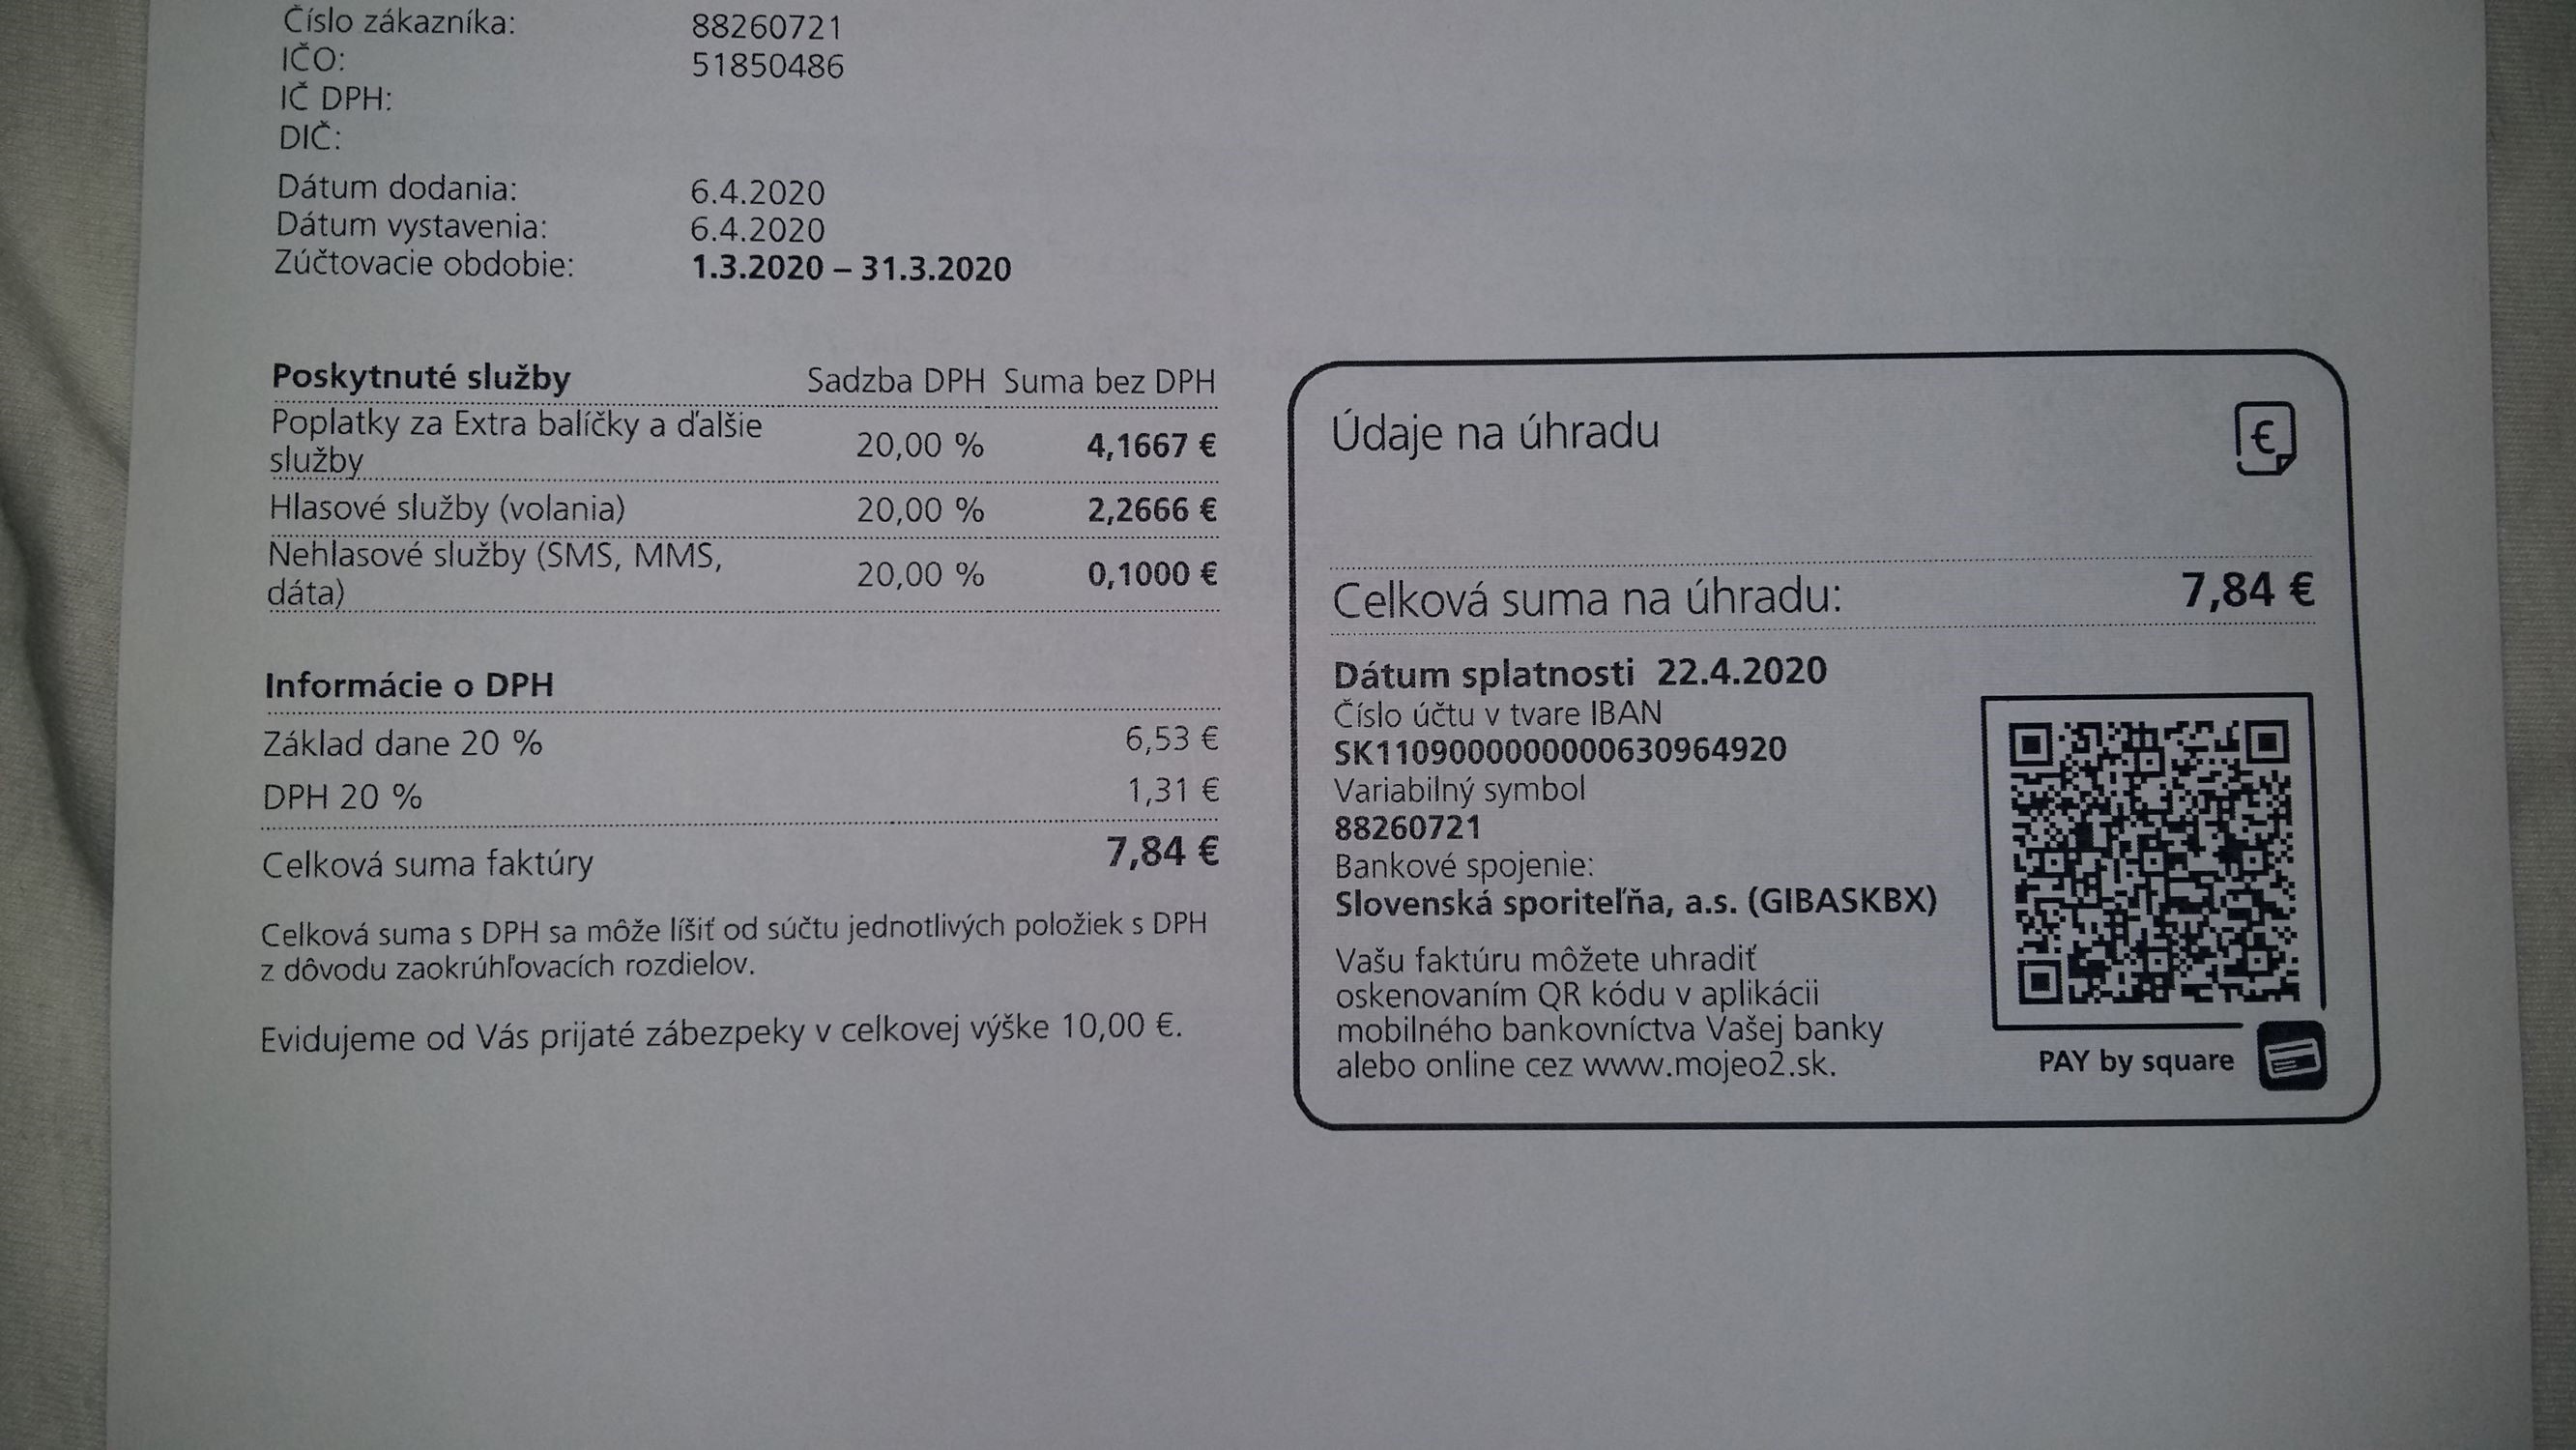 Číslo zákazníka: 88260721
IČO: 51850486
IČ DPH:
DIČ:
Dátum dodania: 6.4.2020
Dátum vystavenia: 6.4.2020
Zúčtovacie obdobie: 1.3.2020 – 31.3.2020
Poskytnuté služby Sadzba DPH Suma bez DPH
Poplatky za Extra balíčky a ďalšie
služby 20,00 % 4,1667 €
Hlasové služby (volania) 20,00 % 2,2666 €
Nehlasové služby (SMS, MMS,
dáta) 20,00 % 0,1000 €
Informácie o DPH
Základ dane 20 % 6,53 €
DPH 20 % 1,31 €
Celková suma faktúry 7,84 €
Celková suma s DPH sa môže líšiť od súčtu jednotlivých položiek s DPH
z dôvodu zaokrúhľovacích rozdielov.
Evidujeme od Vás prijaté zábezpeky v celkovej výške 10,00 €.
Údaje na úhradu
€
Celková suma na úhradu: 7,84 €
Dátum splatnosti 22.4.2020
Číslo účtu v tvare IBAN
SK1109000000000630964920
Variabilný symbol
88260721
Bankové spojenie:
Slovenská sporiteľňa, a.s. (GIBASKBX)
Vašu faktúru môžete uhradiť
oskenovaním QR kódu v aplikácii
mobilného bankovníctva Vašej banky
alebo online cez www.mojeo2.sk.
PAY by square